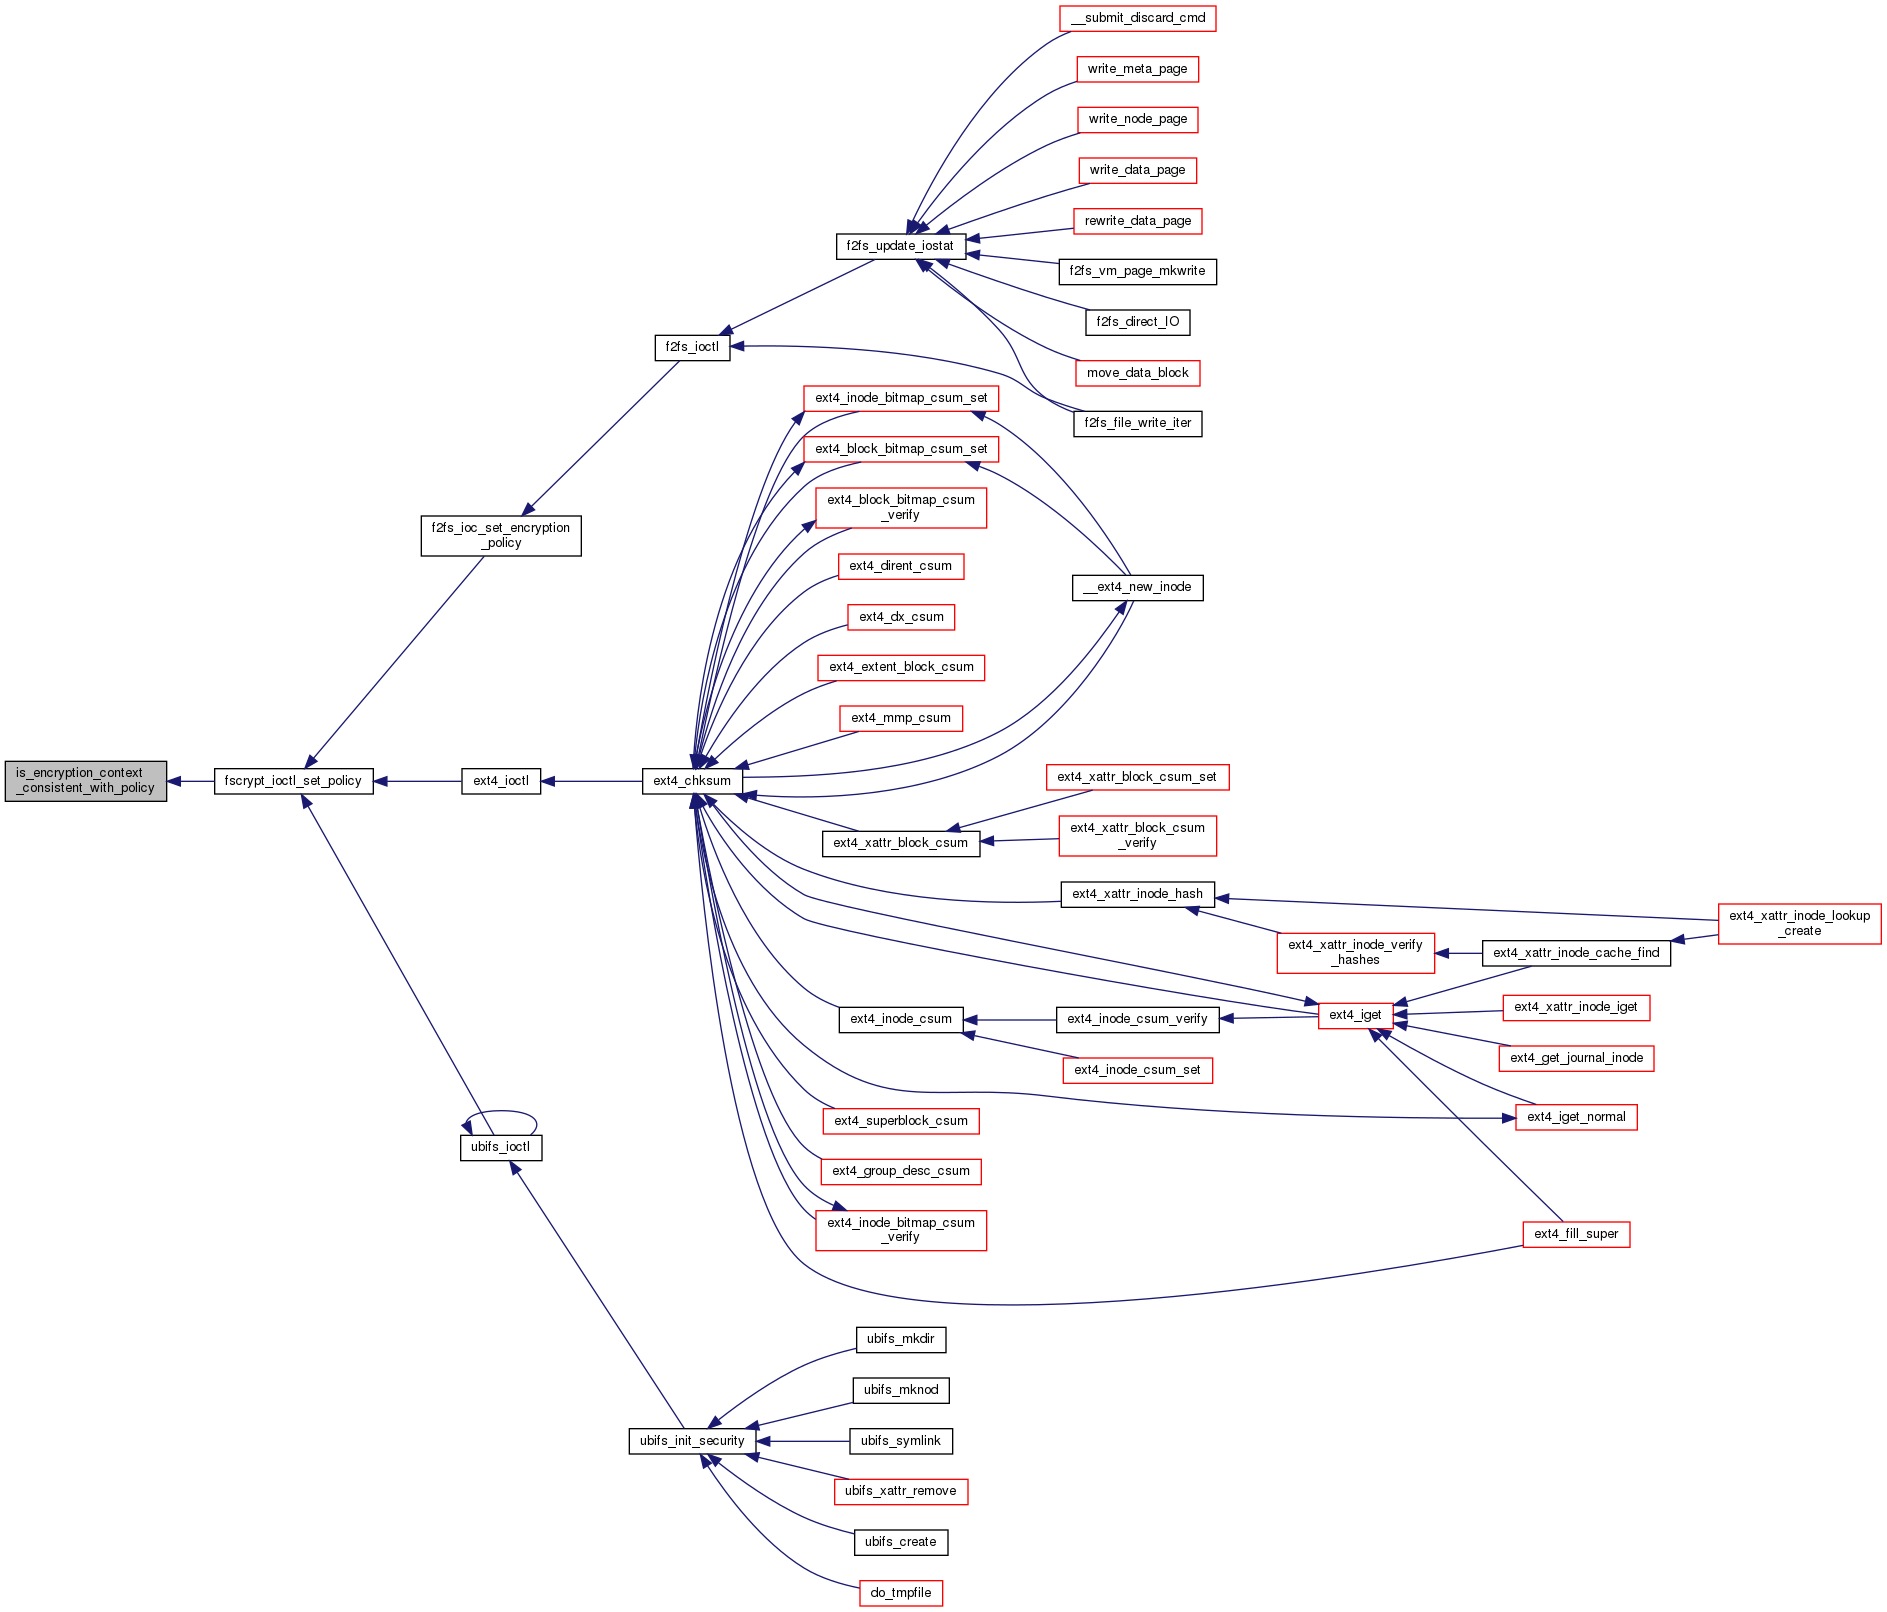 __submit_discard_cmd
write_meta_page
write_node_page
write_data_page
rewrite_data_page
f2fs_update_iostat
f2fs_vm_page_mkwrite
f2fs_direct_IO
f2fs_ioctl
move_data_block
f2fs_file_write_iter
ext4_inode_bitmap_csum_set
ext4_block_bitmap_csum_set
ext4_block_bitmap_csum
_verify
f2fs_ioc_set_encryption
_policy
ext4_dirent_csum
__ext4_new_inode
ext4_dx_csum
ext4_extent_block_csum
ext4_mmp_csum
is_encryption_context
_consistent_with_policy
fscrypt_ioctl_set_policy
ext4_ioctl
ext4_chksum
ext4_xattr_block_csum_set
ext4_xattr_block_csum
_verify
ext4_xattr_block_csum
ext4_xattr_inode_hash
ext4_xattr_inode_lookup
_create
ext4_xattr_inode_verify
_hashes
ext4_xattr_inode_cache_find
ext4_inode_csum
ext4_inode_csum_verify
ext4_iget
ext4_xattr_inode_iget
ext4_get_journal_inode
ext4_inode_csum_set
ext4_iget_normal
ext4_superblock_csum
ubifs_ioctl
ext4_group_desc_csum
ext4_inode_bitmap_csum
_verify
ext4_fill_super
ubifs_mkdir
ubifs_mknod
ubifs_init_security
ubifs_symlink
ubifs_xattr_remove
ubifs_create
do_tmpfile